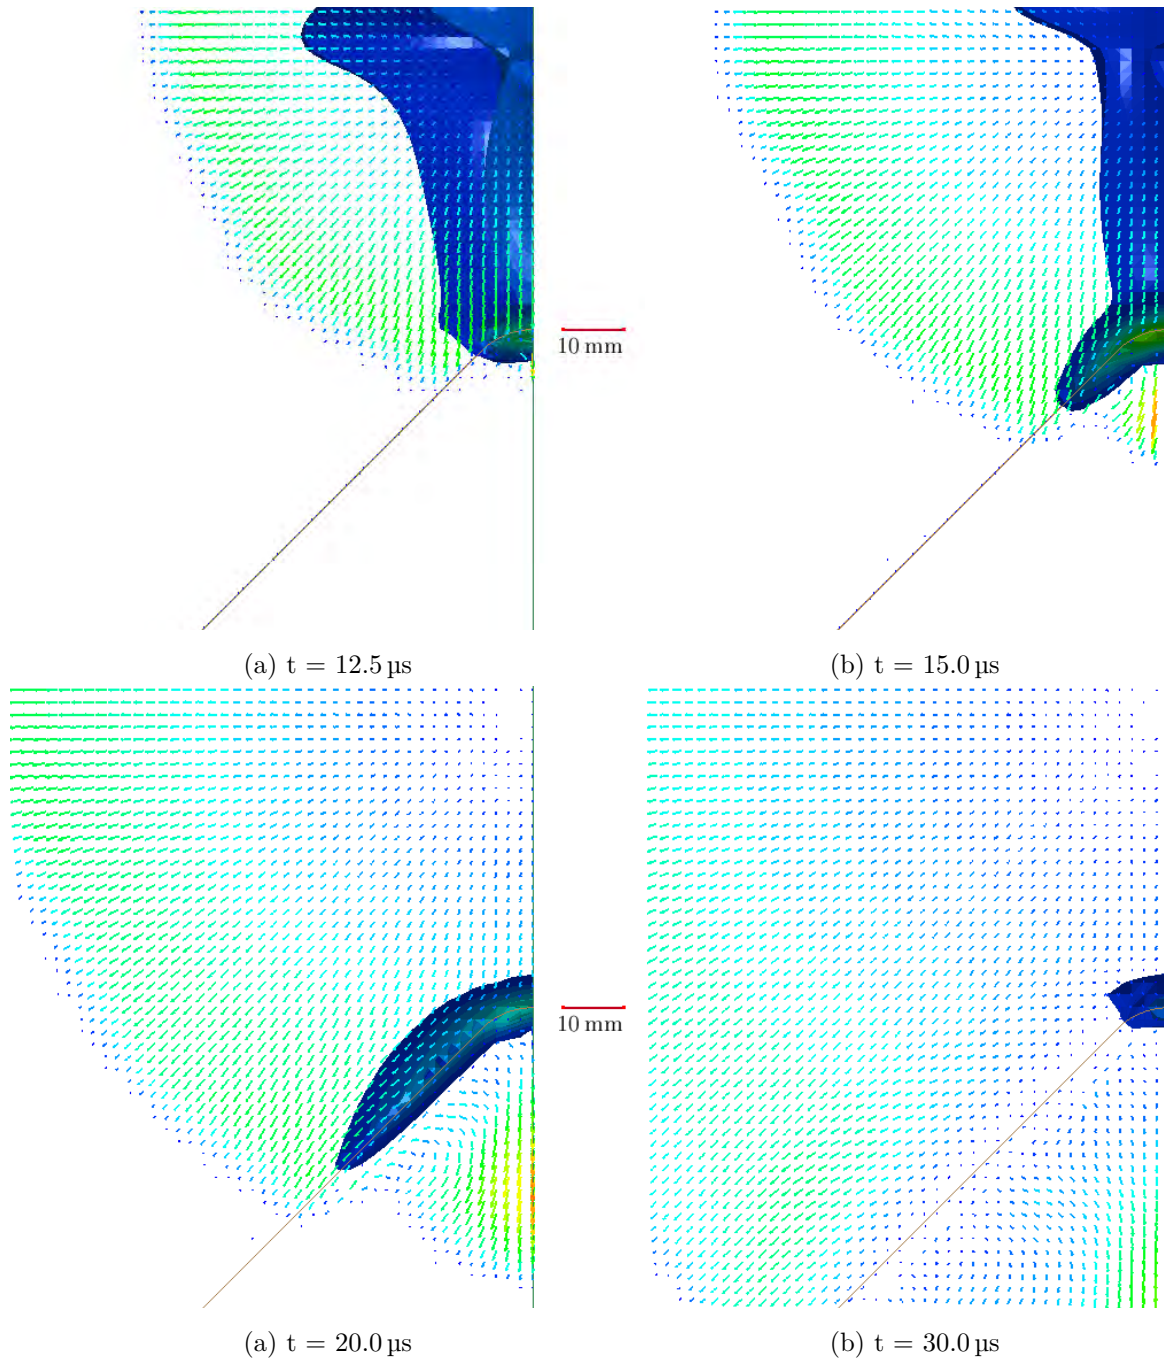 10 mm
(a) t = 12.5 µs
(b) t = 15.0 µs
10 mm
(a) t = 20.0 µs
(b) t = 30.0 µs